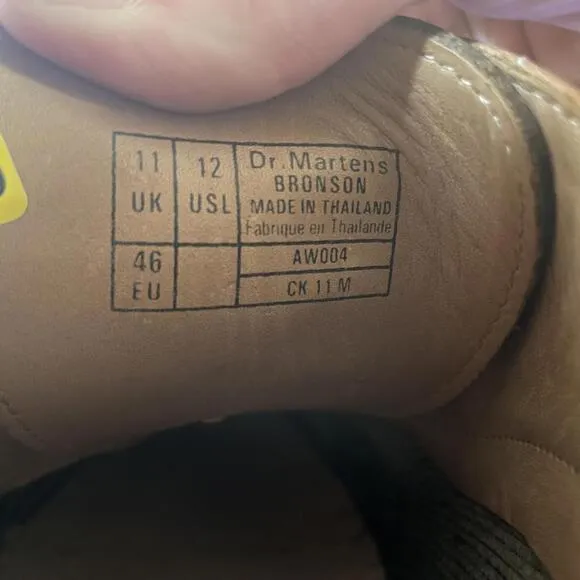 11 UK
12 USL
Dr. Martens
BRONSON
MADE IN THAILAND
Fabrique en Thailande
46 EU
AW004
CK 11 M